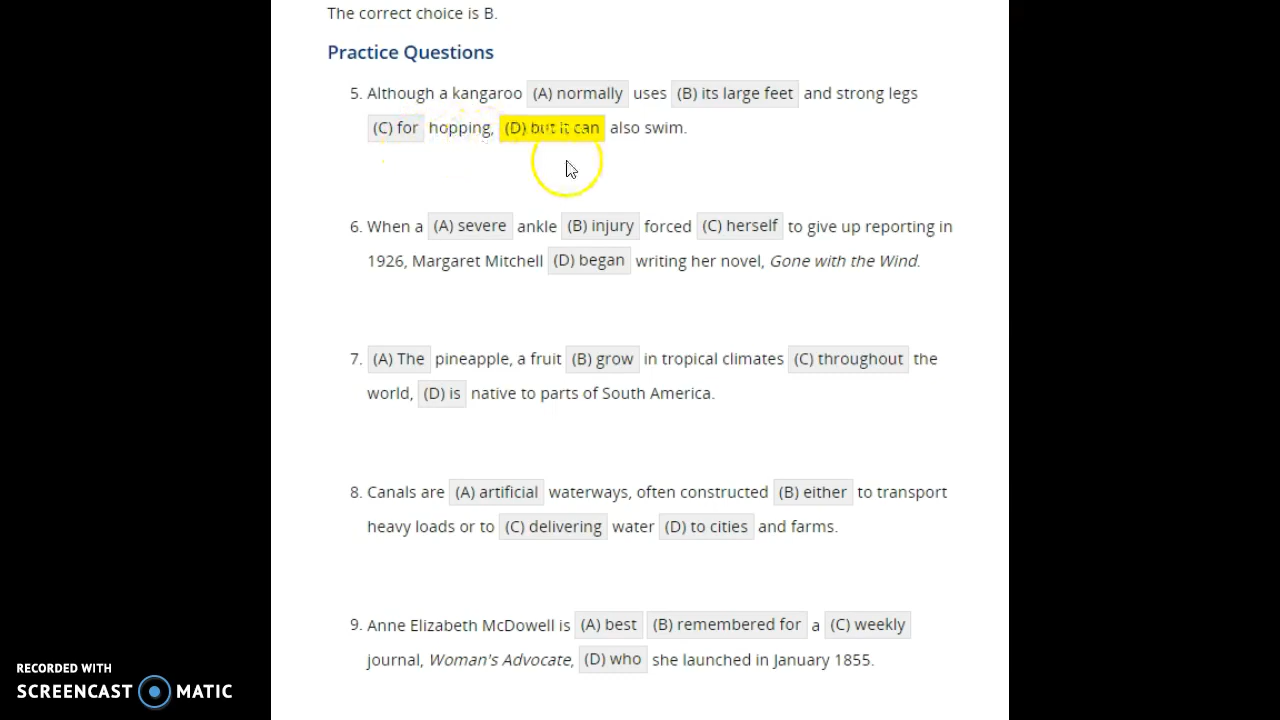 The correct choice is B.
Practice Questions
5. Although a kangaroo (A) normally uses (B) its large feet and strong legs
(C) for hopping, (D) but it can also swim.
6. When a (A) severe ankle (B) injury forced (C) herself to give up reporting in
1926, Margaret Mitchell (D) began writing her novel, Gone with the Wind.
7. (A) The pineapple, a fruit (B) grow in tropical climates (C) throughout the
world, (D) is native to parts of South America.
8. Canals are (A) artificial waterways, often constructed (B) either to transport
heavy loads or to (C) delivering water (D) to cities and farms.
9. Anne Elizabeth McDowell is (A) best (B) remembered for a (C) weekly
journal, Woman's Advocate, (D) who she launched in January 1855.
RECORDED WITH
SCREENCAST MATIC